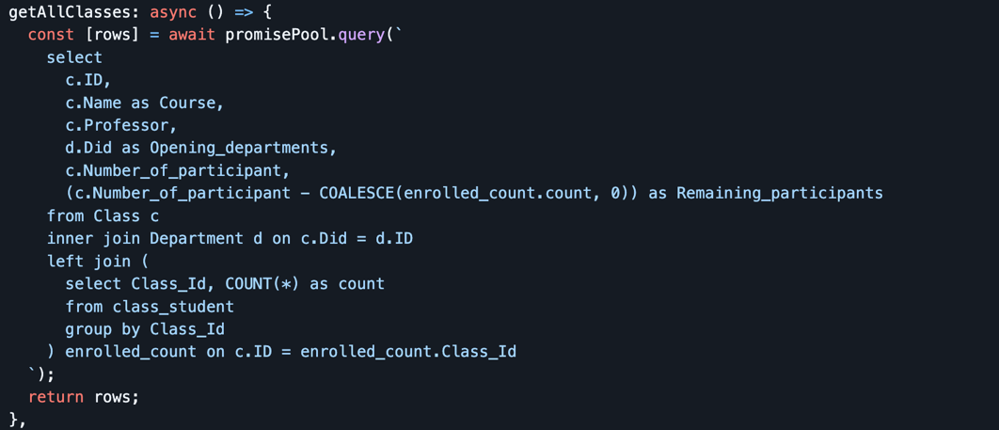 getAllClasses: async () => {
  const [rows] = await promisePool.query(`
    select
      c.ID,
      c.Name as Course,
      c.Professor,
      d.Did as Opening_departments,
      c.Number_of_participant,
      (c.Number_of_participant - COALESCE(enrolled_count.count, 0)) as Remaining_participants
    from Class c
    inner join Department d on c.Did = d.ID
    left join (
      select Class_Id, COUNT(*) as count
      from class_student
      group by Class_Id
    ) enrolled_count on c.ID = enrolled_count.Class_Id
  `);
  return rows;
},